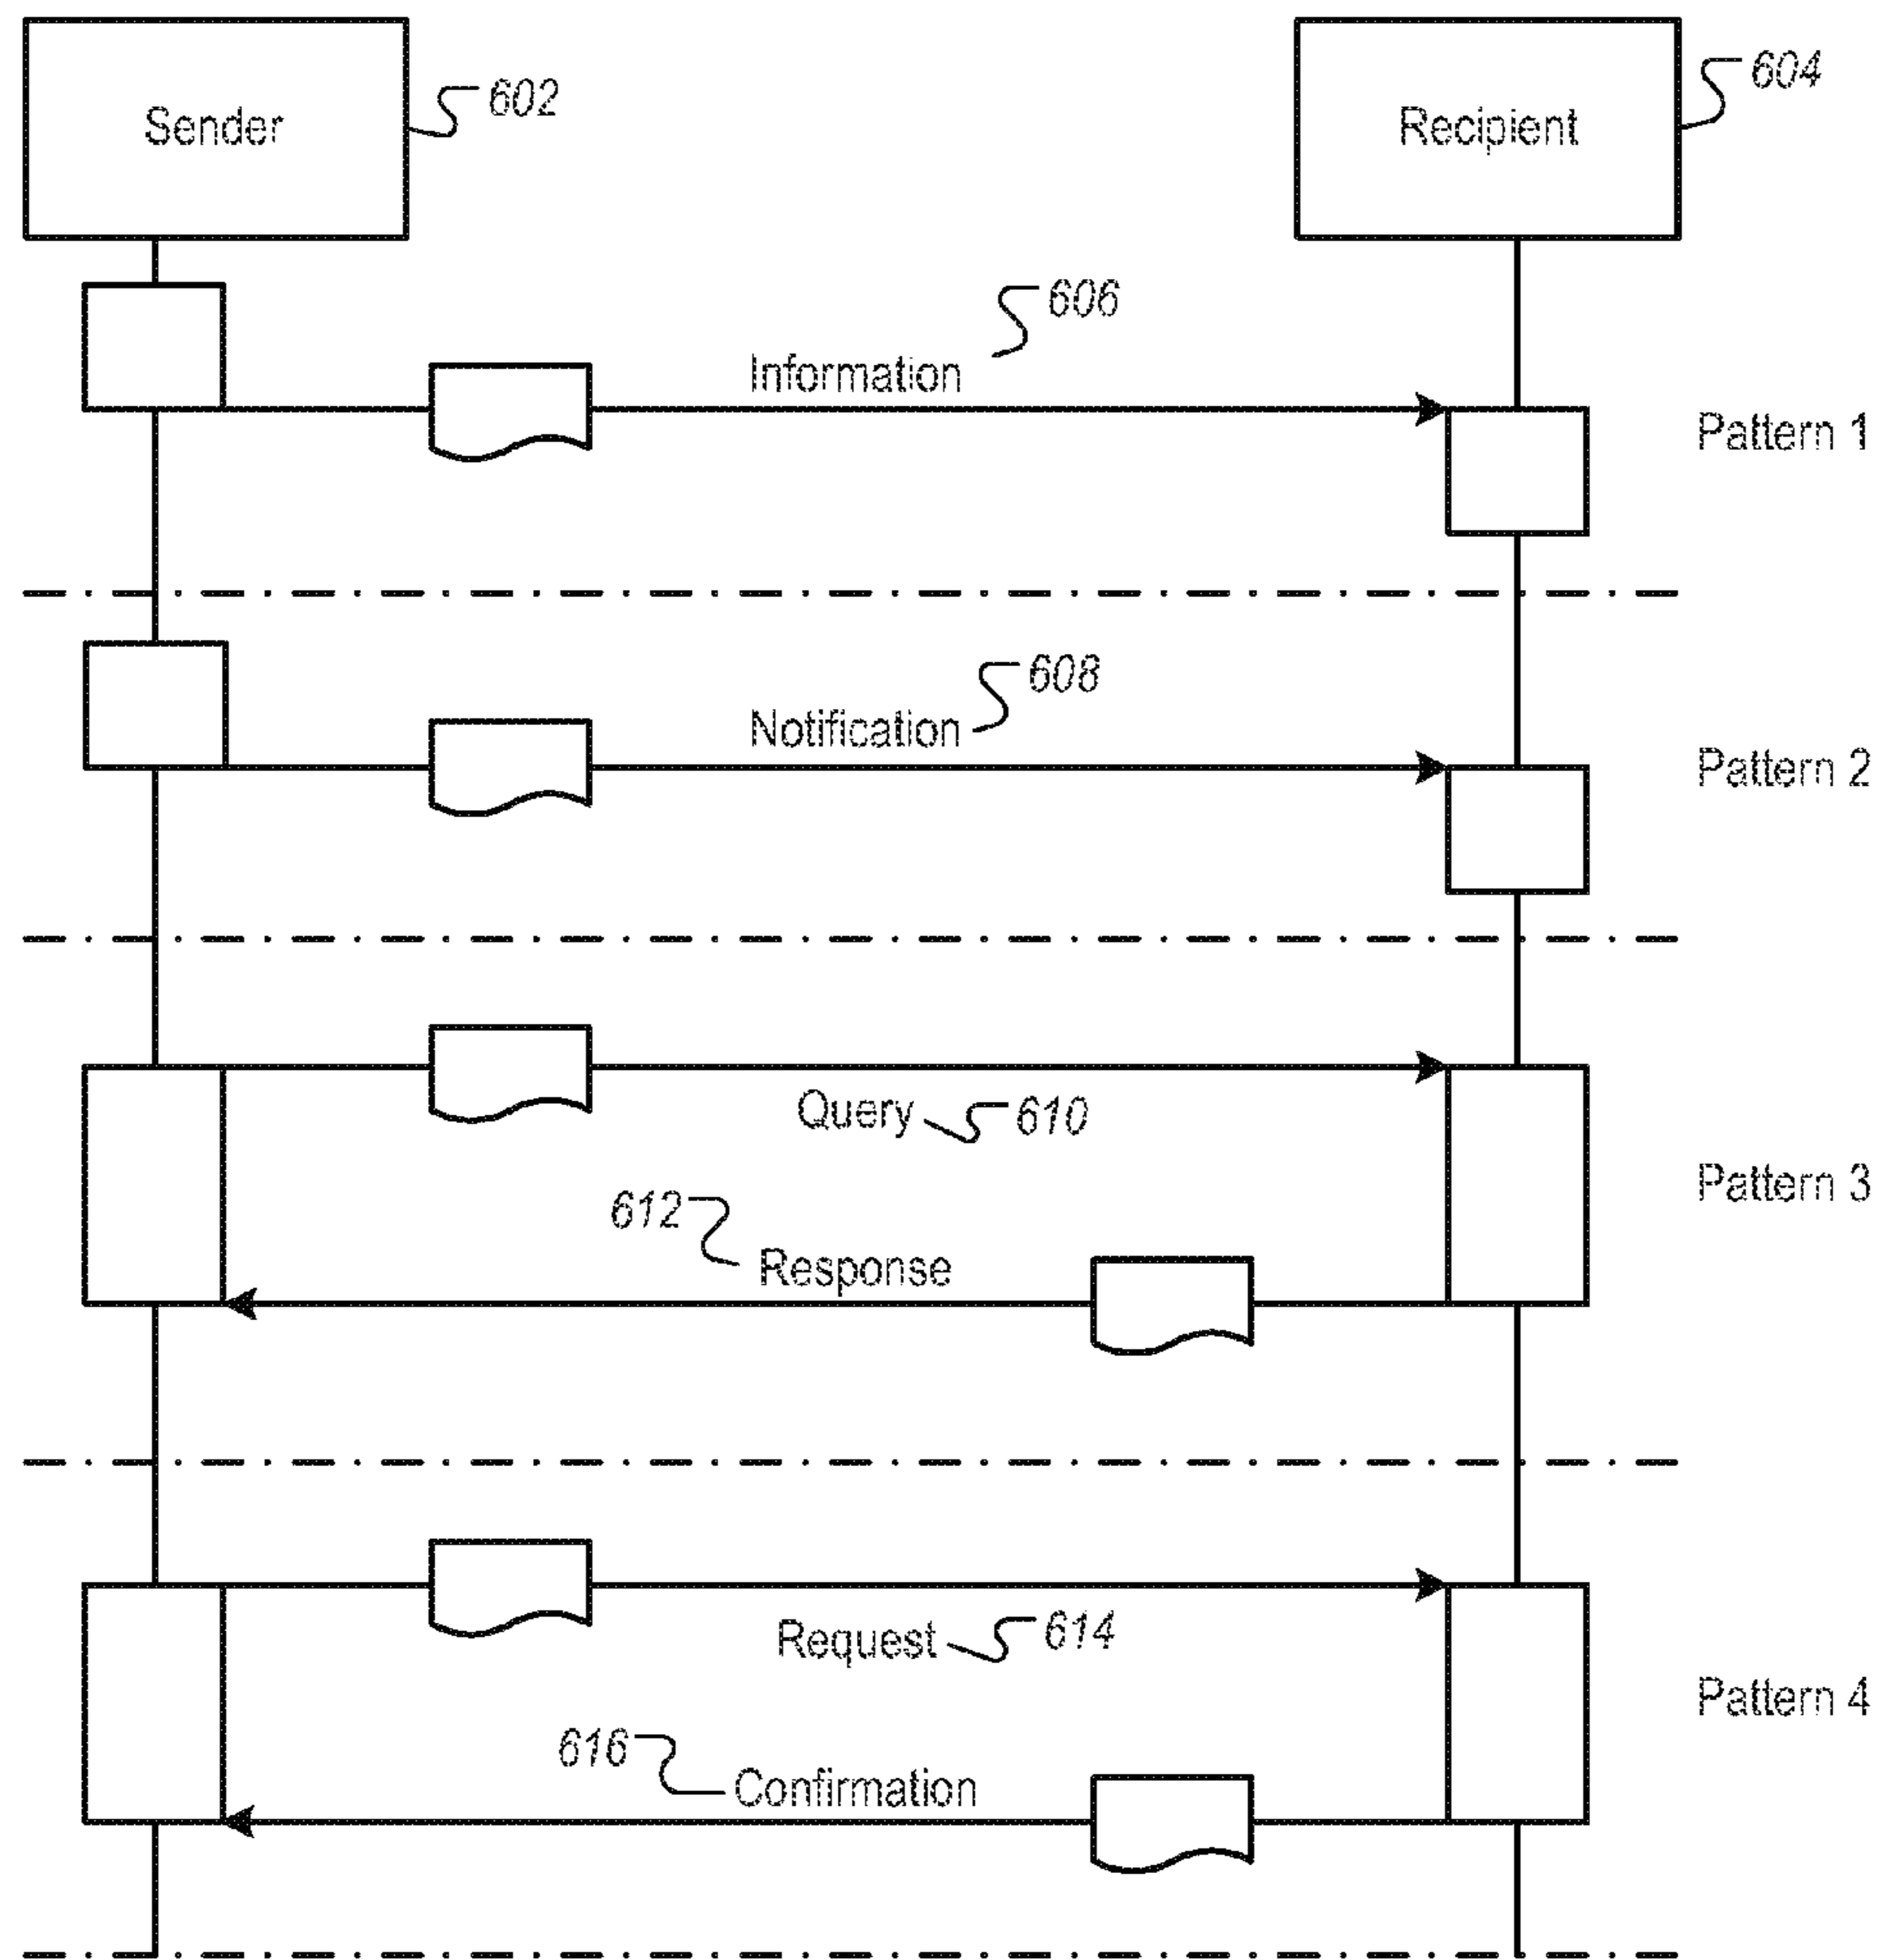 Sender
602
Recipient
604
606
Information
Pattern 1
608
Notification
Pattern 2
Query
610
Pattern 3
612
Response
Request
614
Pattern 4
616
Confirmation